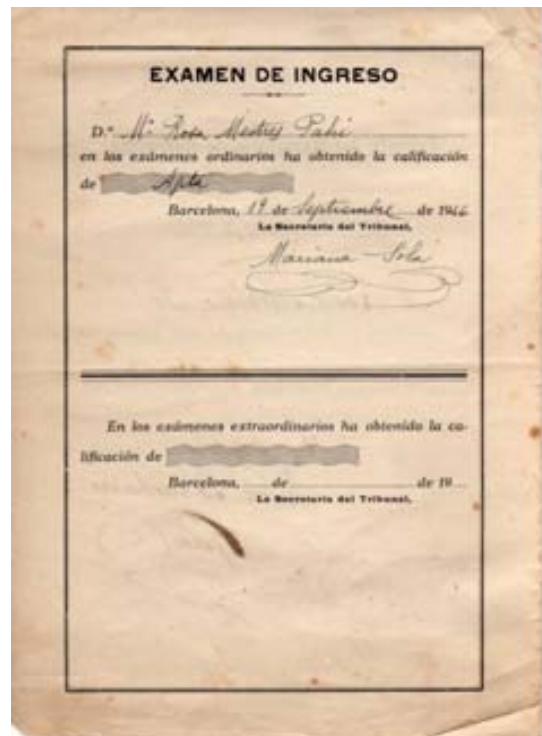 EXAMEN DE INGRESO
D.ª Mª Rosa Mestres
en los exámenes ordinarios ha obtenido la calificación
de Apta
Barcelona, 19 de Septiembre de 1944
La Secretaria del Tribunal,
Mariana Solá
En los exámenes extraordinarios ha obtenido la ca-
lificación de
Barcelona, de de 19
La Secretaria del Tribunal,